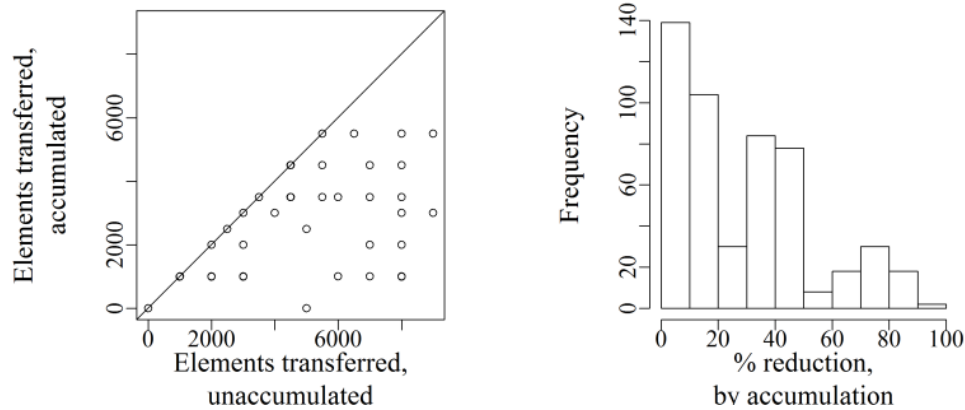 Elements transferred,
accumulated
6000
2000
0
0 2000 6000
Elements transferred,
unaccumulated
Frequency
140
100
60
20
0
0 20 40 60 80 100
% reduction,
by accumulation